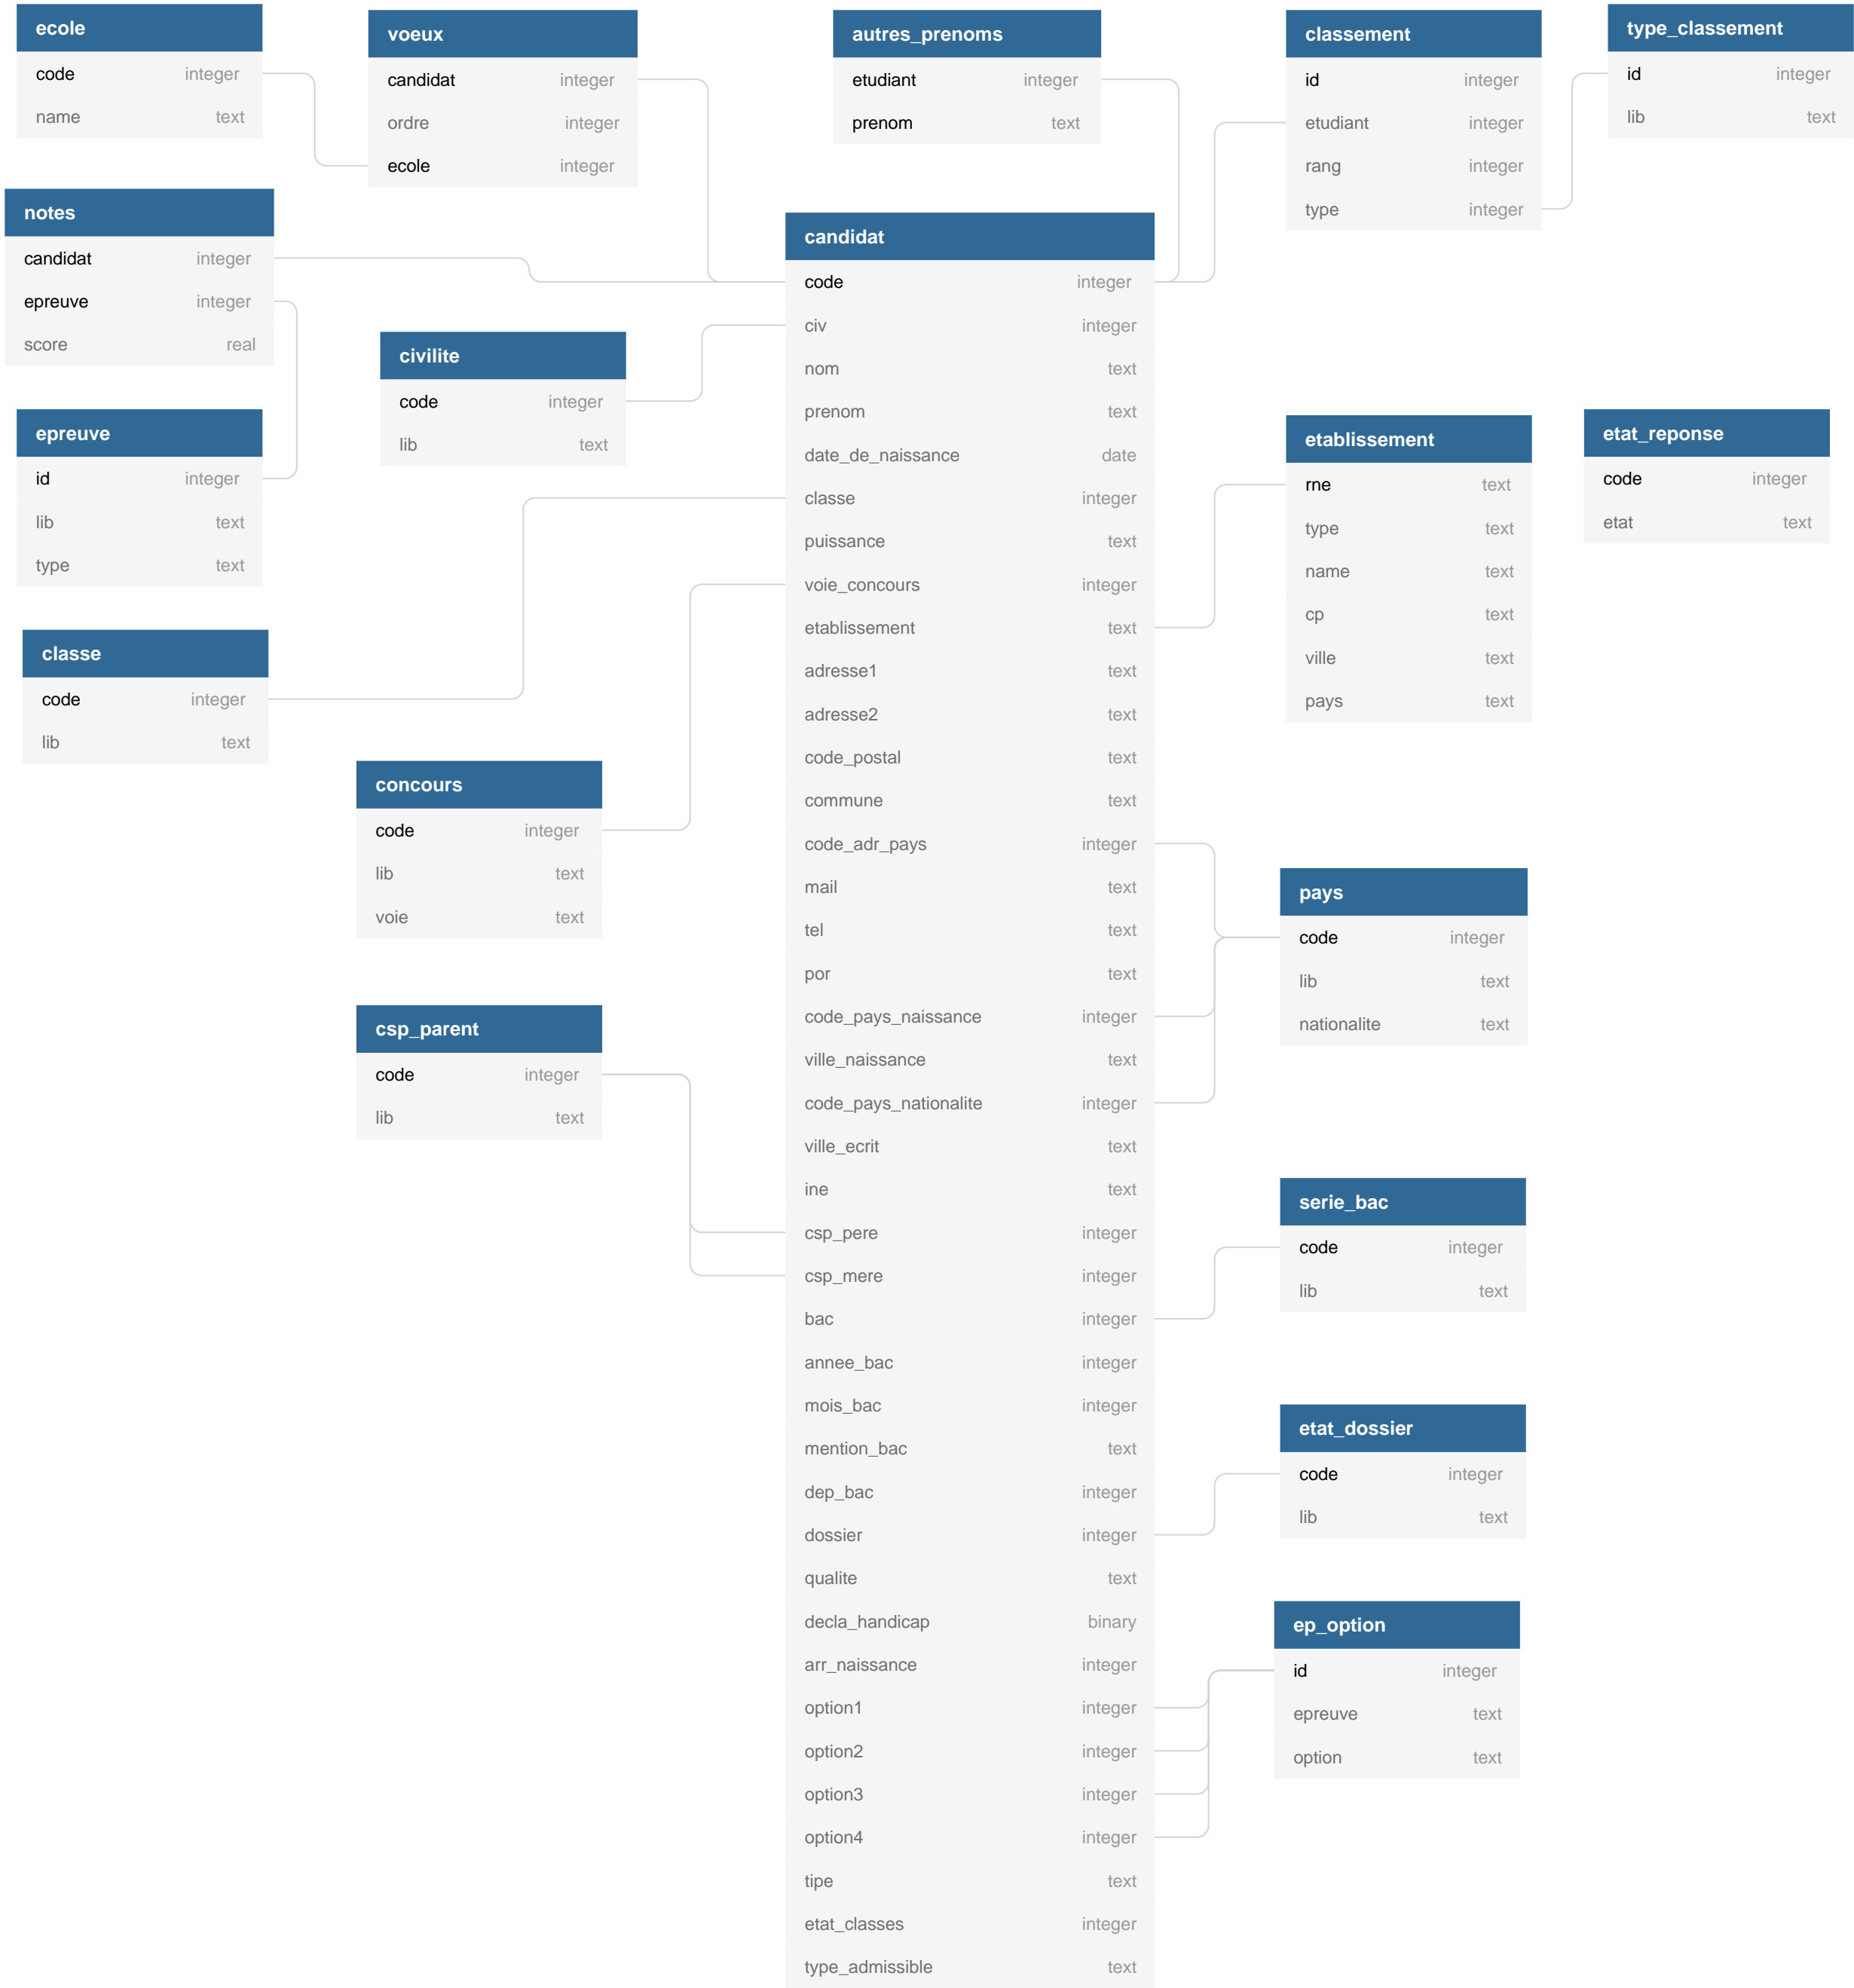 ecole
code integer
name text
voeux
candidat integer
ordre integer
ecole integer
autres_prenoms
etudiant integer
prenom text
classement
id integer
etudiant integer
rang integer
type integer
type_classement
id integer
lib text
notes
candidat integer
epreuve integer
score real
civilite
code integer
lib text
epreuve
id integer
lib text
type text
classe
code integer
lib text
concours
code integer
lib text
voie text
csp_parent
code integer
lib text
candidat
code integer
civ integer
nom text
prenom text
date_de_naissance date
classe integer
puissance text
voie_concours integer
etablissement text
adresse1 text
adresse2 text
code_postal text
commune text
code_adr_pays integer
mail text
tel text
por text
code_pays_naissance integer
ville_naissance text
code_pays_nationalite integer
ville_ecrit text
ine text
csp_pere integer
csp_mere integer
bac integer
annee_bac integer
mois_bac integer
mention_bac text
dep_bac integer
dossier integer
qualite text
decla_handicap binary
arr_naissance integer
option1 integer
option2 integer
option3 integer
option4 integer
tipe text
etat_classes integer
type_admissible text
etablissement
rne text
type text
name text
cp text
ville text
pays text
etat_reponse
code integer
etat text
pays
code integer
lib text
nationalite text
serie_bac
code integer
lib text
etat_dossier
code integer
lib text
ep_option
id integer
epreuve text
option text